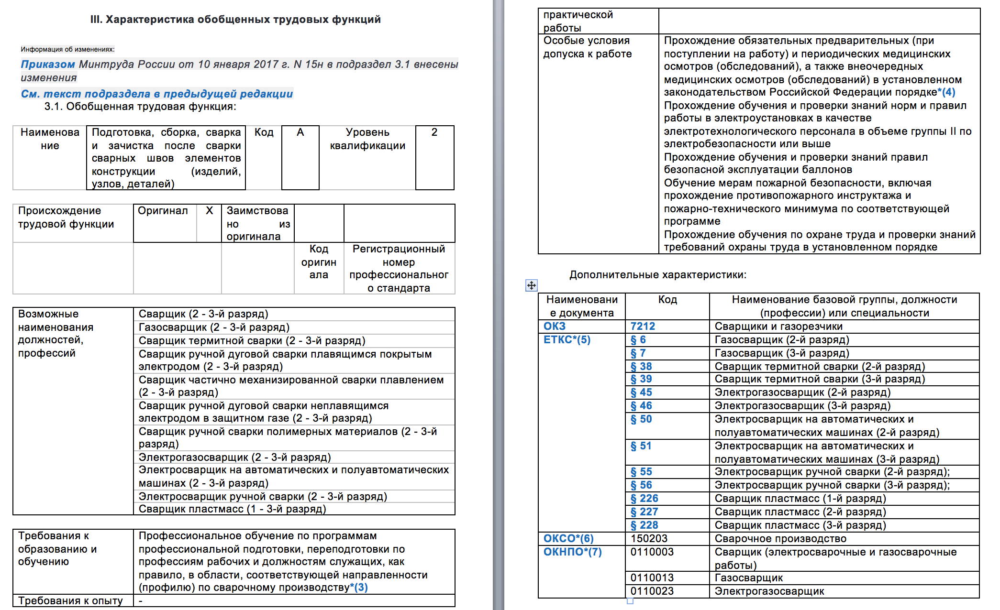 III. Характеристика обобщенных трудовых функций
Информация об изменениях:
Приказом Минтруда России от 10 января 2017 г. N 15н в подраздел 3.1 внесены
изменения
См. текст подраздела в предыдущей редакции
3.1. Обобщенная трудовая функция:
Наименова
ние
Подготовка, сборка, сварка
и зачистка после сварки
сварных швов элементов
конструкции (изделий,
узлов, деталей)
Код
А
Уровень
квалификации
2
Происхождение
трудовой функции
Оригинал
X
Заимствова
но из
оригинала
Код
оригин
ала
Регистрационный
номер
профессиональног
о стандарта
Возможные
наименования
должностей,
профессий
Сварщик (2 - 3-й разряд)
Газосварщик (2 - 3-й разряд)
Сварщик термитной сварки (2 - 3-й разряд)
Сварщик ручной дуговой сварки плавящимся покрытым
электродом (2 - 3-й разряд)
Сварщик частично механизированной сварки плавлением
(2 - 3-й разряд)
Сварщик ручной дуговой сварки неплавящимся
электродом в защитном газе (2 - 3-й разряд)
Сварщик ручной сварки полимерных материалов (2 - 3-й
разряд)
Электрогазосварщик (2 - 3-й разряд)
Электросварщик на автоматических и полуавтоматических
машинах (2 - 3-й разряд)
Электросварщик ручной сварки (2 - 3-й разряд)
Сварщик пластмасс (1 - 3-й разряд)
Требования к
образованию и
обучению
Профессиональное обучение по программам
профессиональной подготовки, переподготовки по
профессиям рабочих и должностям служащих, как
правило, в области, соответствующей направленности
(профилю) по сварочному производству*(3)
Требования к опыту
-
практической
работы
Особые условия
допуска к работе
Прохождение обязательных предварительных (при
поступлении на работу) и периодических медицинских
осмотров (обследований), а также внеочередных
медицинских осмотров (обследований) в установленном
законодательством Российской Федерации порядке*(4)
Прохождение обучения и проверки знаний норм и правил
работы в электроустановках в качестве
электротехнологического персонала в объеме группы II по
электробезопасности или выше
Прохождение обучения и проверки знаний правил
безопасной эксплуатации баллонов
Обучение мерам пожарной безопасности, включая
прохождение противопожарного инструктажа и
пожарно-технического минимума по соответствующей
программе
Прохождение обучения по охране труда и проверки знаний
требований охраны труда в установленном порядке
Дополнительные характеристики:
Наименовани
е документа
Код
Наименование базовой группы, должности
(профессии) или специальности
ОКЗ
7212
Сварщики и газорезчики
ЕТКС*(5)
§ 6
Газосварщик (2-й разряд)
§ 7
Газосварщик (3-й разряд)
§ 38
Сварщик термитной сварки (2-й разряд)
§ 39
Сварщик термитной сварки (3-й разряд)
§ 45
Электрогазосварщик (2-й разряд)
§ 46
Электрогазосварщик (3-й разряд)
§ 50
Электросварщик на автоматических и
полуавтоматических машинах (2-й разряд)
§ 51
Электросварщик на автоматических и
полуавтоматических машинах (3-й разряд)
§ 55
Электросварщик ручной сварки (2-й разряд);
§ 56
Электросварщик ручной сварки (3-й разряд);
§ 226
Сварщик пластмасс (1-й разряд)
§ 227
Сварщик пластмасс (2-й разряд)
§ 228
Сварщик пластмасс (3-й разряд)
ОКСО*(6)
150203
Сварочное производство
ОКНПО*(7)
0110003
Сварщик (электросварочные и газосварочные
работы)
0110013
Газосварщик
0110023
Электрогазосварщик